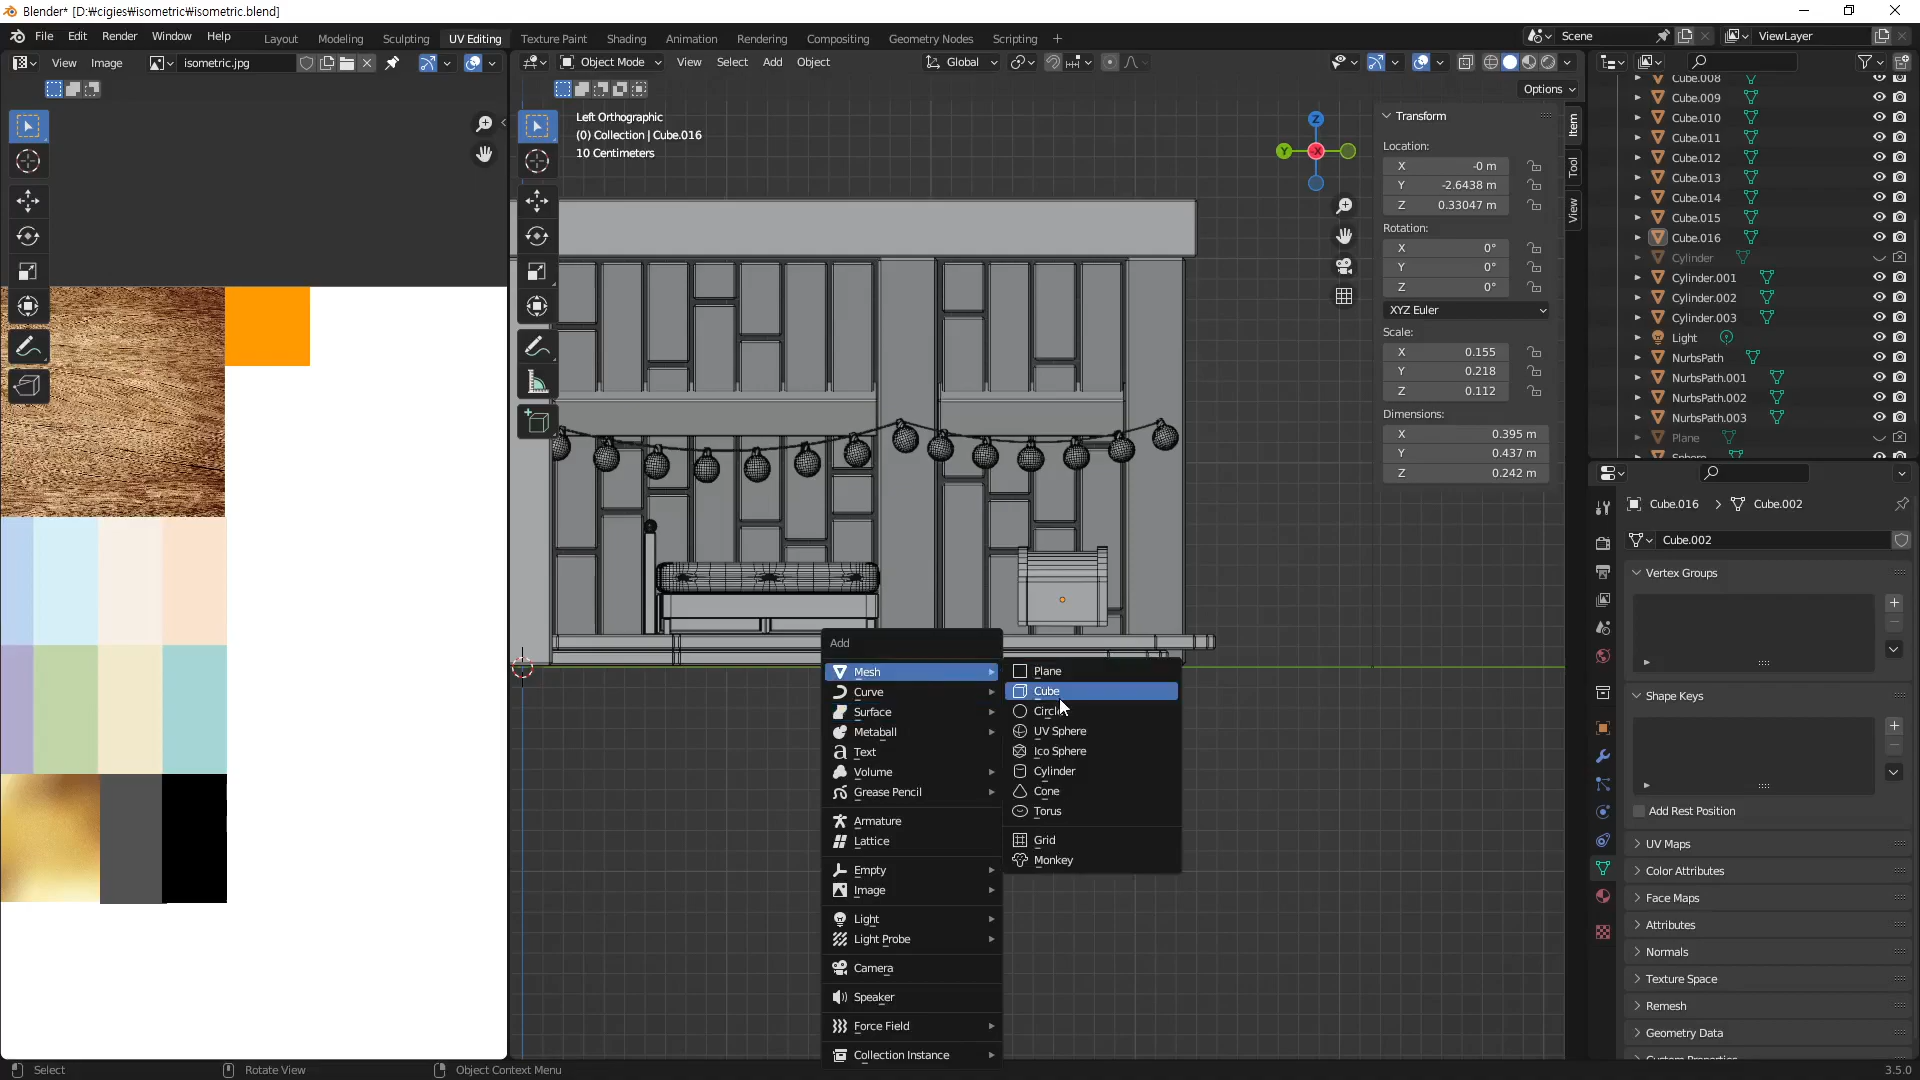 Blender* [D:₩cigies₩isometric₩isometric.blend]
File Edit Render Window Help
Layout Modeling Sculpting UV Editing Texture Paint Shading Animation Rendering Compositing Geometry Nodes Scripting +
Scene
ViewLayer
View Image
isometric.jpg
Object Mode View Select Add Object
Global
Options
Left Orthographic
(0) Collection | Cube.016
10 Centimeters
Z
Y
-X
Transform
Location:
X -0 m
Y -2.6438 m
Z 0.33047 m
Rotation:
X 0°
Y 0°
Z 0°
XYZ Euler
Scale:
X 0.155
Y 0.218
Z 0.112
Dimensions:
X 0.395 m
Y 0.437 m
Z 0.242 m
Item
Tool
View
Cube.008
Cube.009
Cube.010
Cube.011
Cube.012
Cube.013
Cube.014
Cube.015
Cube.016
Cylinder
Cylinder.001
Cylinder.002
Cylinder.003
Light
NurbsPath
NurbsPath.001
NurbsPath.002
NurbsPath.003
Plane
Sphere
Cube.016 > Cube.002
Cube.002
Vertex Groups
Shape Keys
Add Rest Position
UV Maps
Color Attributes
Face Maps
Attributes
Normals
Texture Space
Remesh
Geometry Data
Custom Properties
Add
Mesh
Curve
Surface
Metaball
Text
Volume
Grease Pencil
Armature
Lattice
Empty
Image
Light
Light Probe
Camera
Speaker
Force Field
Collection Instance
Plane
Cube
Circle
UV Sphere
Ico Sphere
Cylinder
Cone
Torus
Grid
Monkey
Select
Rotate View
Object Context Menu
3.5.0